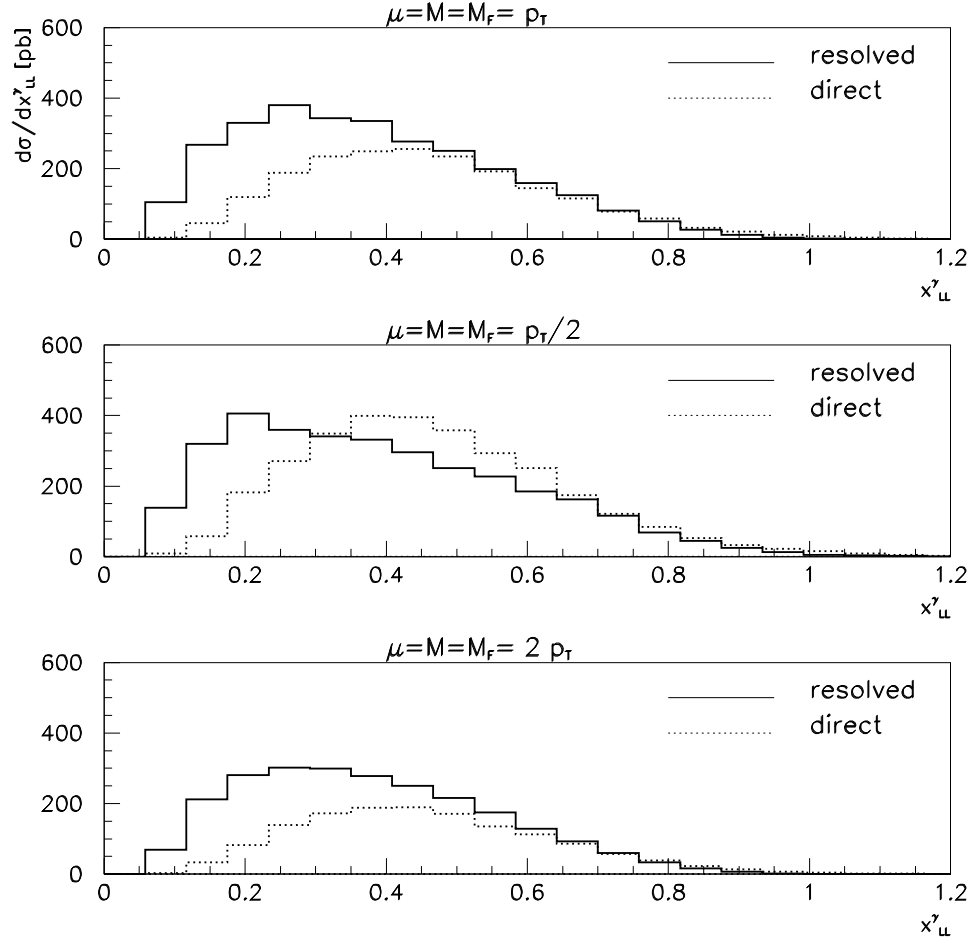 μ=M=M_F= p_T
dσ/dx^γ_LL [pb]
600
400
200
0
resolved
direct
0 0.2 0.4 0.6 0.8 1 1.2
x^γ_LL
μ=M=M_F= p_T/2
600
400
200
0
resolved
direct
0 0.2 0.4 0.6 0.8 1 1.2
x^γ_LL
μ=M=M_F= 2 p_T
600
400
200
0
resolved
direct
0 0.2 0.4 0.6 0.8 1 1.2
x^γ_LL